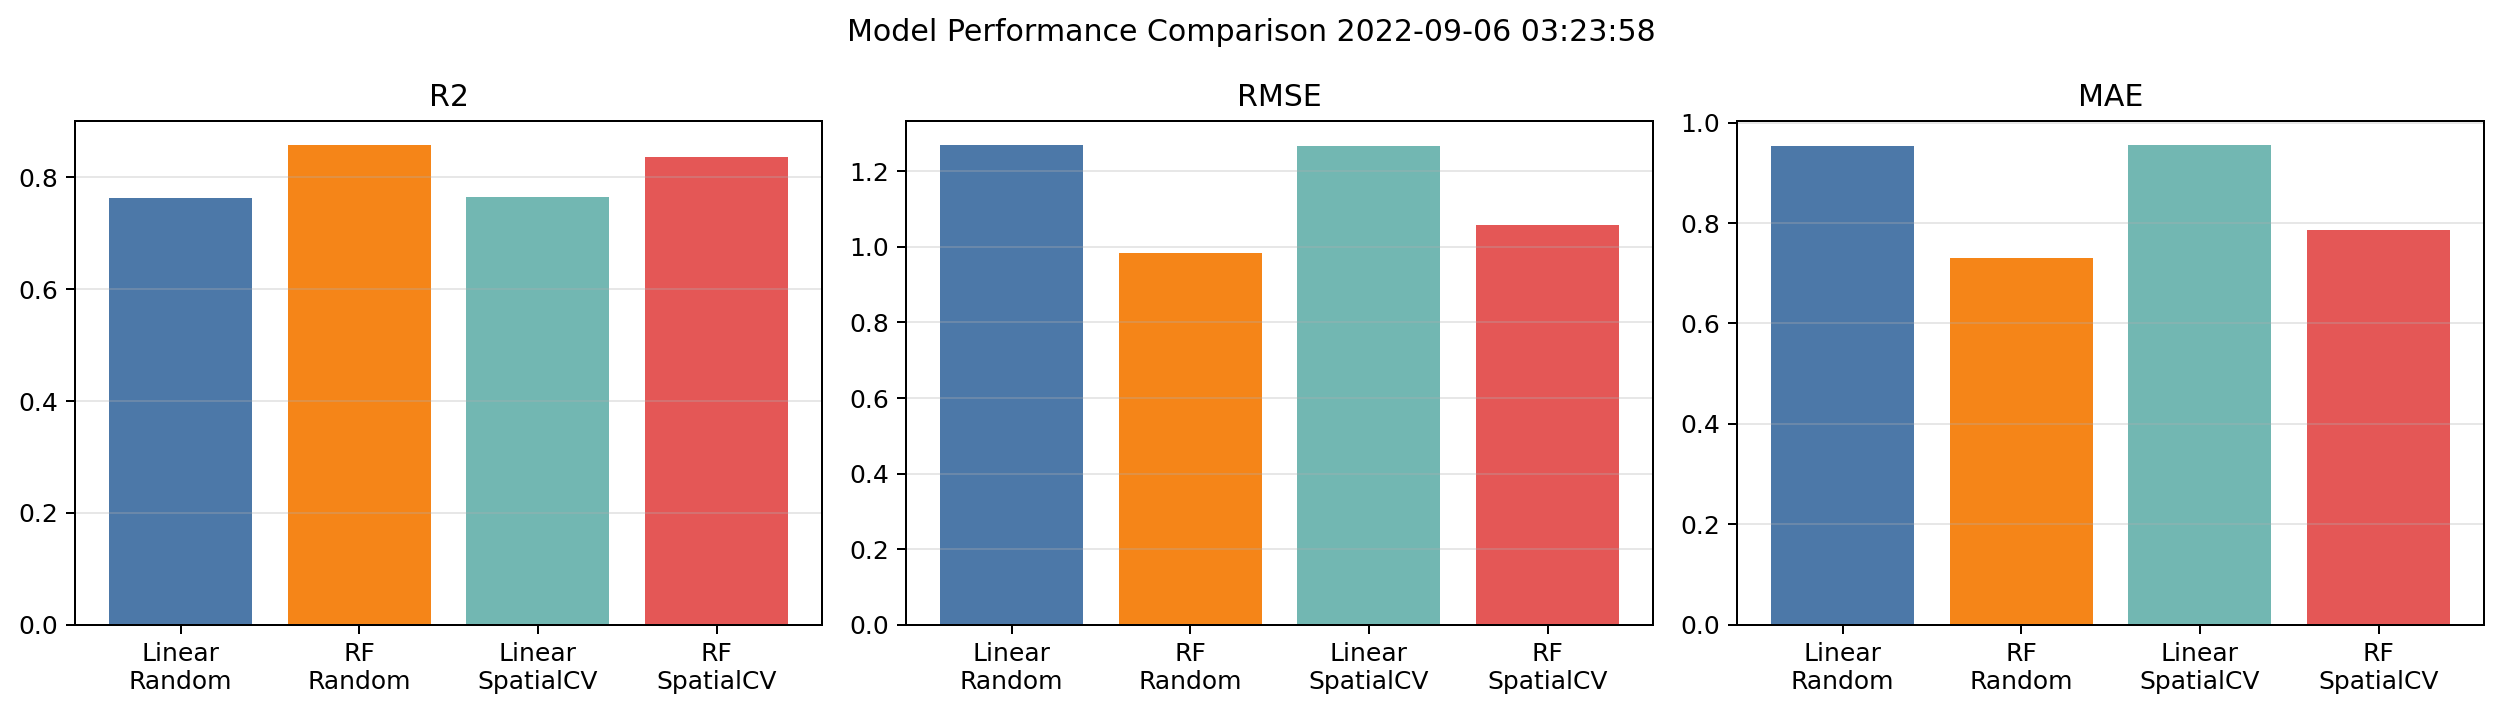 Model Performance Comparison 2022-09-06 03:23:58
R2
0.8
0.6
0.4
0.2
0.0
Linear
Random
RF
Random
Linear
SpatialCV
RF
SpatialCV
RMSE
1.2
1.0
0.8
0.6
0.4
0.2
0.0
Linear
Random
RF
Random
Linear
SpatialCV
RF
SpatialCV
MAE
1.0
0.8
0.6
0.4
0.2
0.0
Linear
Random
RF
Random
Linear
SpatialCV
RF
SpatialCV